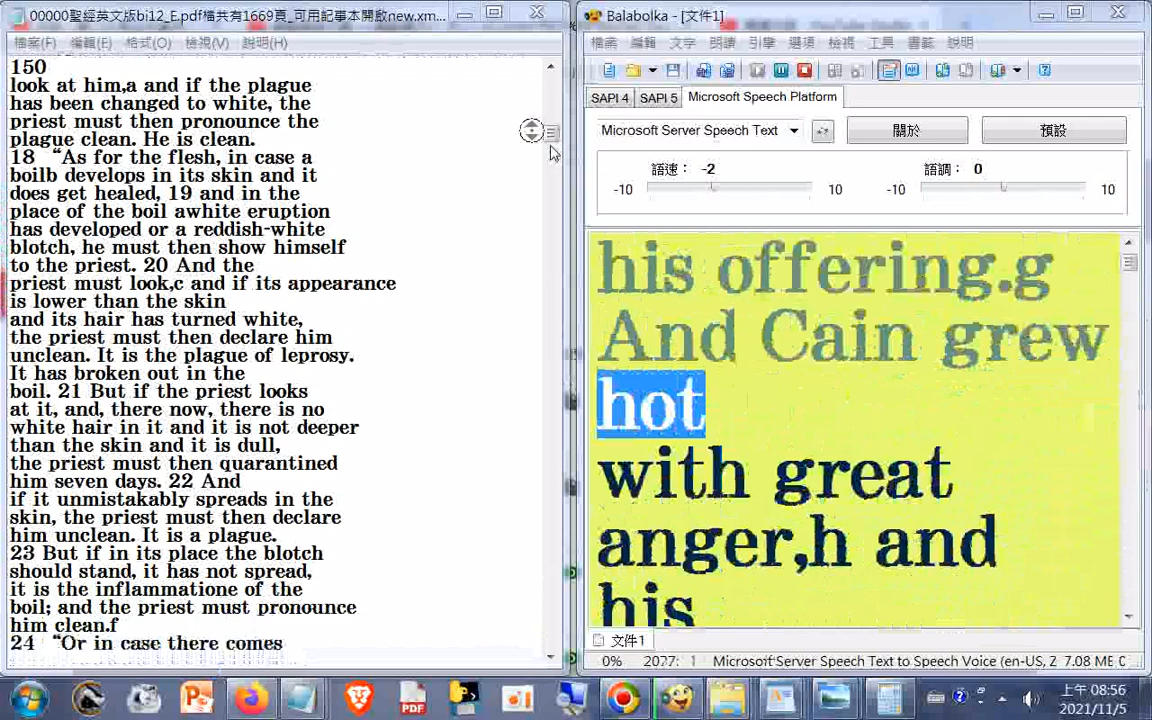 00000聖經英文版bi12_E.pdf檔共有1669頁_可用記事本開啟new.xm...
檔案(F) 編輯(E) 格式(O) 檢視(V) 說明(H)
150
look at him,a and if the plague
has been changed to white, the
priest must then pronounce the
plague clean. He is clean.
18 “As for the flesh, in case a
boilb develops in its skin and it
does get healed, 19 and in the
place of the boil awhite eruption
has developed or a reddish-white
blotch, he must then show himself
to the priest. 20 And the
priest must look,c and if its appearance
is lower than the skin
and its hair has turned white,
the priest must then declare him
unclean. It is the plague of leprosy.
It has broken out in the
boil. 21 But if the priest looks
at it, and, there now, there is no
white hair in it and it is not deeper
than the skin and it is dull,
the priest must then quarantined
him seven days. 22 And
if it unmistakably spreads in the
skin, the priest must then declare
him unclean. It is a plague.
23 But if in its place the blotch
should stand, it has not spread,
it is the inflammatione of the
boil; and the priest must pronounce
him clean.f
24 “Or in case there comes
Balabolka - [文件1]
檔案 編輯 文字 朗讀 引擎 選項 檢視 工具 書籤 說明
SAPI 4 SAPI 5 Microsoft Speech Platform
Microsoft Server Speech Text 關於 預設
語速： -2 語調： 0
-10 10 -10 10
his offering.g
And Cain grew
hot
with great
anger,h and
his
文件1
0% 2077: 1 Microsoft Server Speech Text to Speech Voice (en-US, Z 7.08 ME
PDF
上午 08:56
2021/11/5